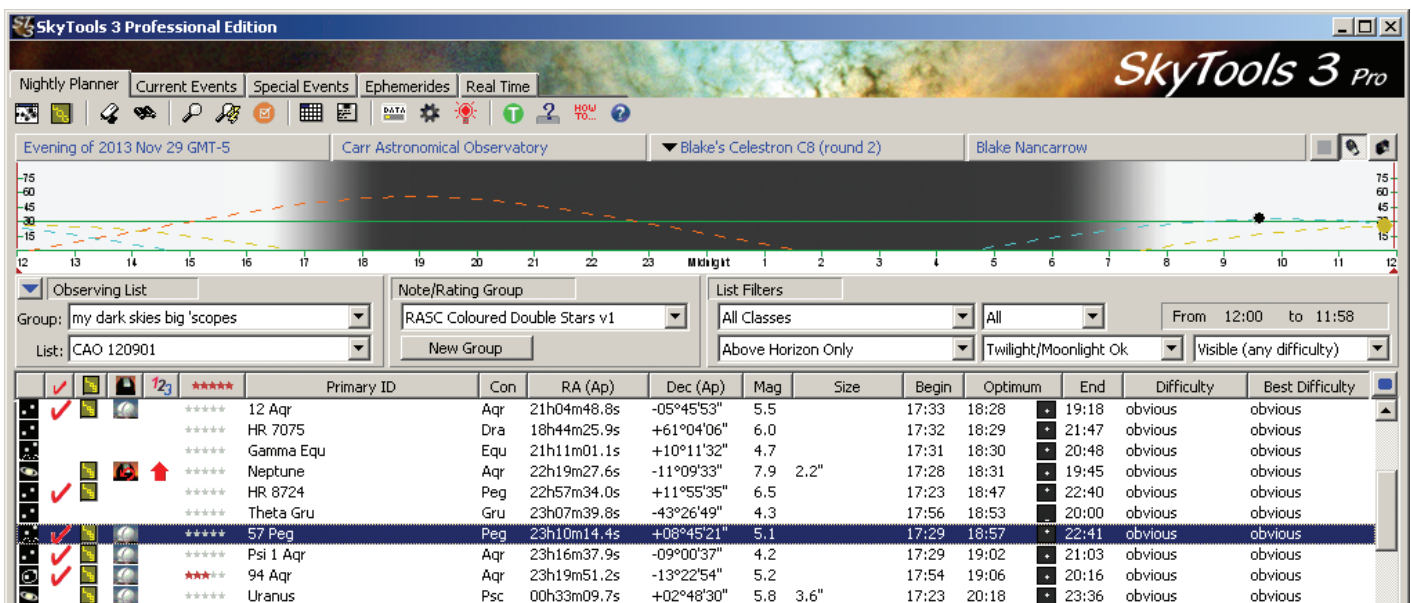 SkyTools 3 Professional Edition
SkyTools 3 Pro
Nightly Planner Current Events Special Events Ephemerides Real Time
DATA T HOW TO... ?
Evening of 2013 Nov 29 GMT-5 Carr Astronomical Observatory Blake's Celestron C8 (round 2) Blake Nancarrow
75 75
60 60
45 45
30 30
15 15
12 13 14 15 16 17 18 19 20 21 22 23 Midnight 1 2 3 4 5 6 7 8 9 10 11 12
Observing List Note/Rating Group List Filters
Group: my dark skies big 'scopes RASC Coloured Double Stars v1 All Classes All From 12:00 to 11:58
List: CAO 120901 New Group Above Horizon Only Twilight/Moonlight Ok Visible (any difficulty)
123 Primary ID Con RA (Ap) Dec (Ap) Mag Size Begin Optimum End Difficulty Best Difficulty
12 Aqr Aqr 21h04m48.8s -05°45'53" 5.5 17:33 18:28 19:18 obvious obvious
HR 7075 Dra 18h44m25.9s +61°04'06" 6.0 17:32 18:29 21:47 obvious obvious
Gamma Equ Equ 21h11m01.1s +10°11'32" 4.7 17:31 18:30 20:48 obvious obvious
Neptune Aqr 22h19m27.6s -11°09'33" 7.9 2.2" 17:28 18:31 19:45 obvious obvious
HR 8724 Peg 22h57m34.0s +11°55'35" 6.5 17:23 18:47 22:40 obvious obvious
Theta Gru Gru 23h07m39.8s -43°26'49" 4.3 17:56 18:53 20:00 obvious obvious
57 Peg Peg 23h10m14.4s +08°45'21" 5.1 17:29 18:57 22:41 obvious obvious
Psi 1 Aqr Aqr 23h16m37.9s -09°00'37" 4.2 17:29 19:02 21:03 obvious obvious
94 Aqr Aqr 23h19m51.2s -13°22'54" 5.2 17:54 19:06 20:16 obvious obvious
Uranus Psc 00h33m09.7s +02°48'30" 5.8 3.6" 17:23 20:18 23:36 obvious obvious